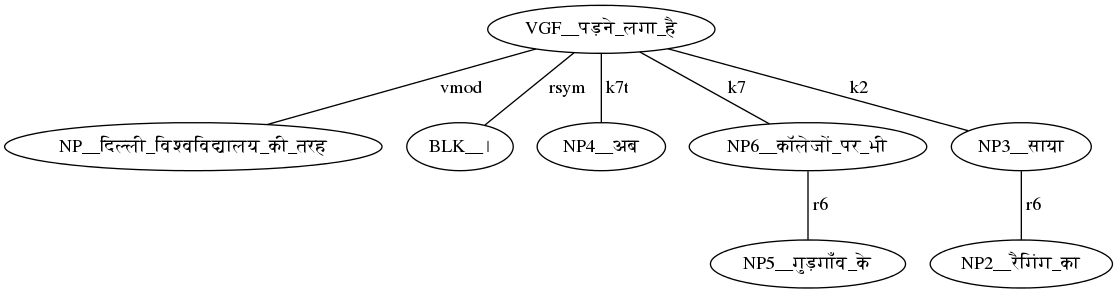 VGF__पड़ने_लगा_है
vmod rsym k7t k7 k2
NP__दिल्ली_विश्वविद्यालय_की_तरह BLK__। NP4__अब NP6__कॉलेजों_पर_भी NP3__साया
r6 r6
NP5__गुड़गाँव_के NP2__रैगिंग_का